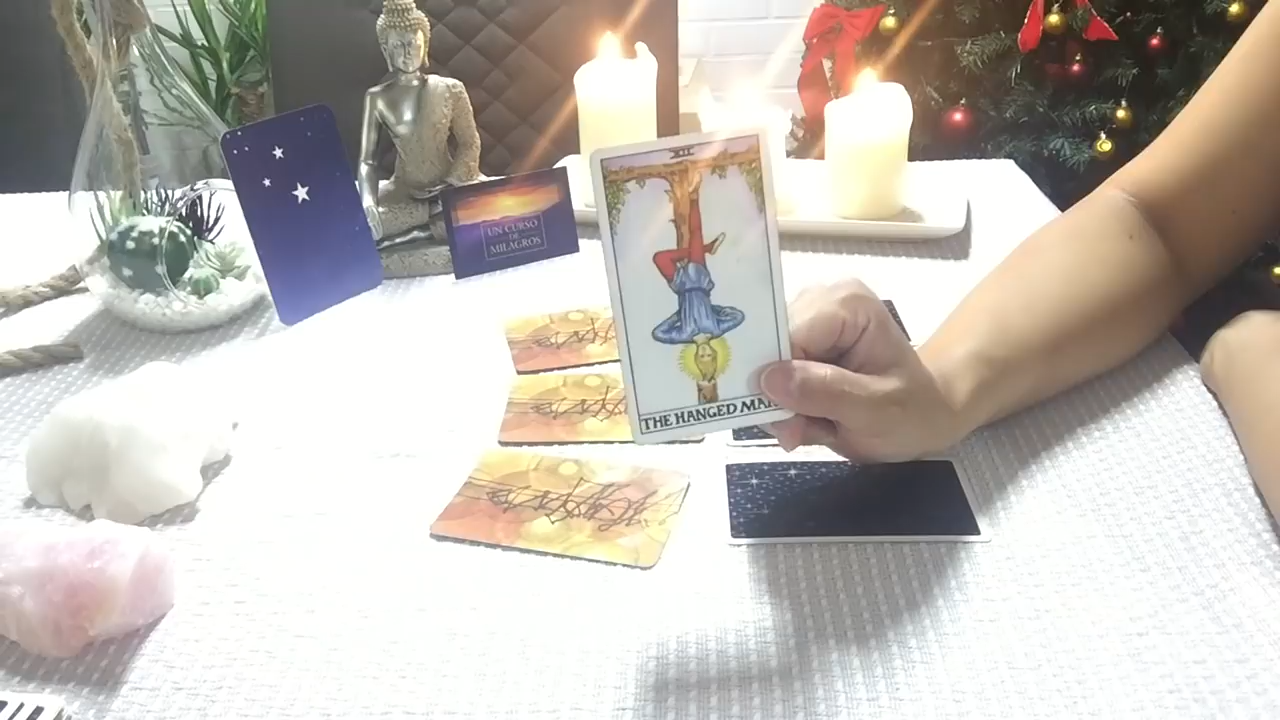 UN CURSO
DE
MILAGROS
XII
THE HANGED MAN